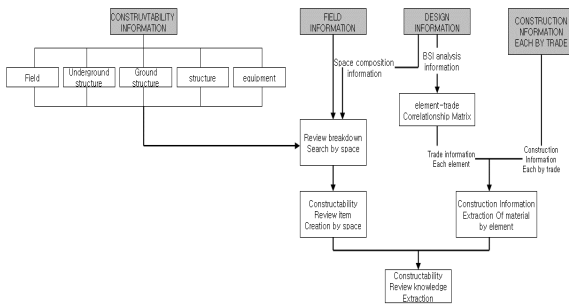 CONSTRUVTABILITY
INFORMATION
FIELD
INFORMATION
DESIGN
INFORMATION
CONSTRUCTION
NFORMATION
EACH BY TRADE
Space composition
information
BSI analysis
information
Field
Underground
structure
Ground
structure
structure
equipment
element-trade
Correlationship Matrix
Review breakdown
Search by space
Trade information
Each element
Construction
Information
Each by trade
Constructability
Review item
Creation by space
Construction Information
Extraction Of material
by element
Constructability
Review knowledge
Extraction